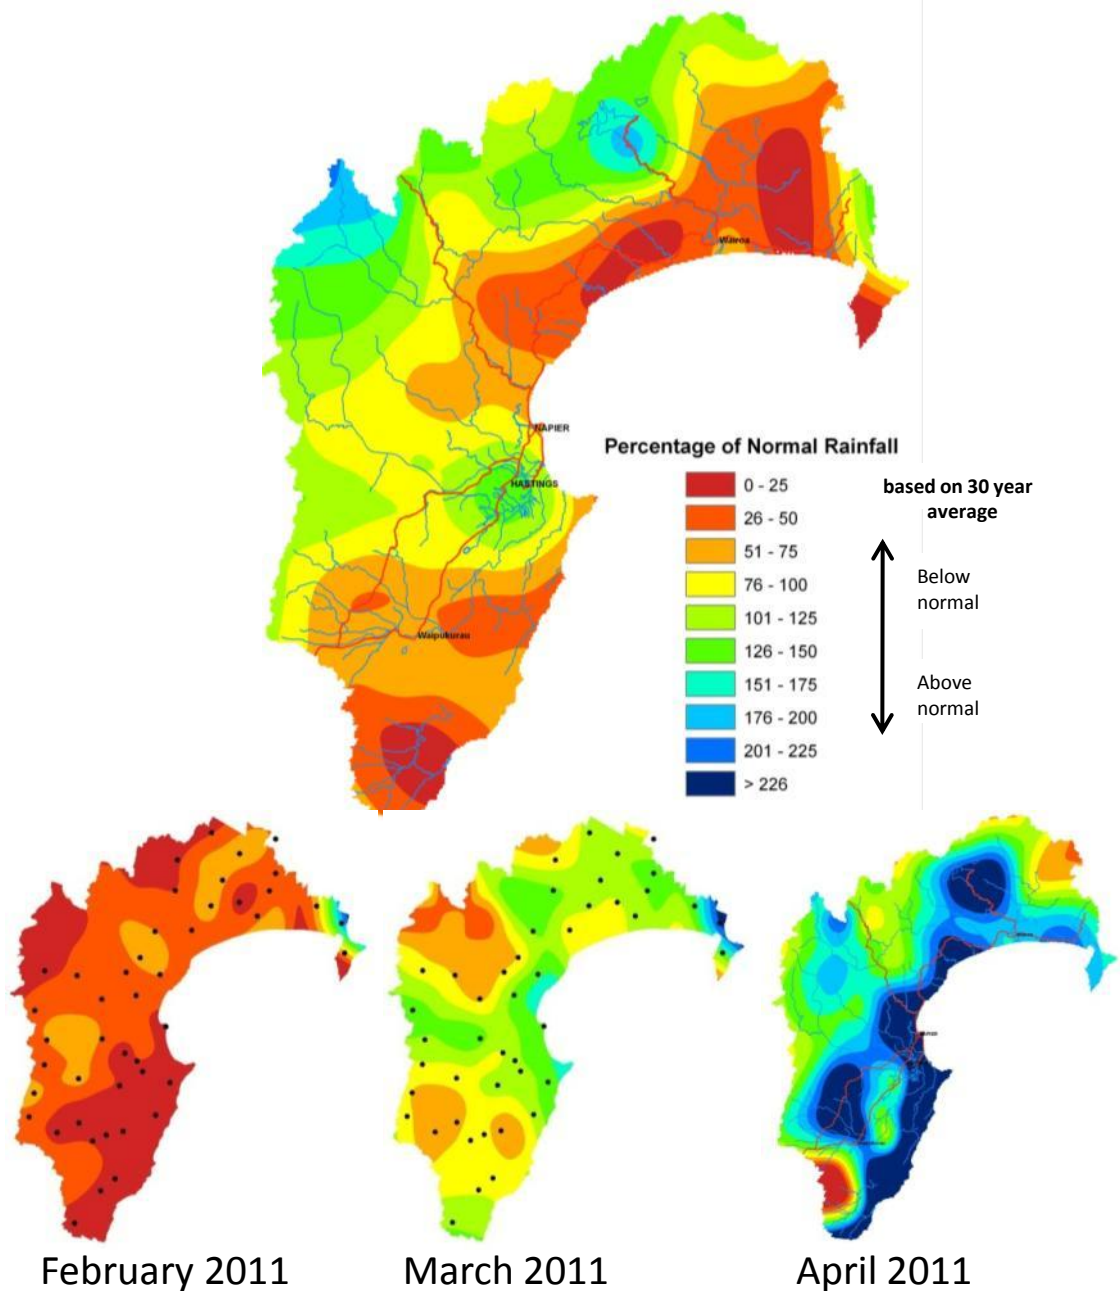 Wairoa
NAPIER
HASTINGS
Waipukurau
Percentage of Normal Rainfall
0 - 25
26 - 50
51 - 75
76 - 100
101 - 125
126 - 150
151 - 175
176 - 200
201 - 225
> 226
based on 30 year
average
Below
normal
Above
normal
February 2011
March 2011
April 2011